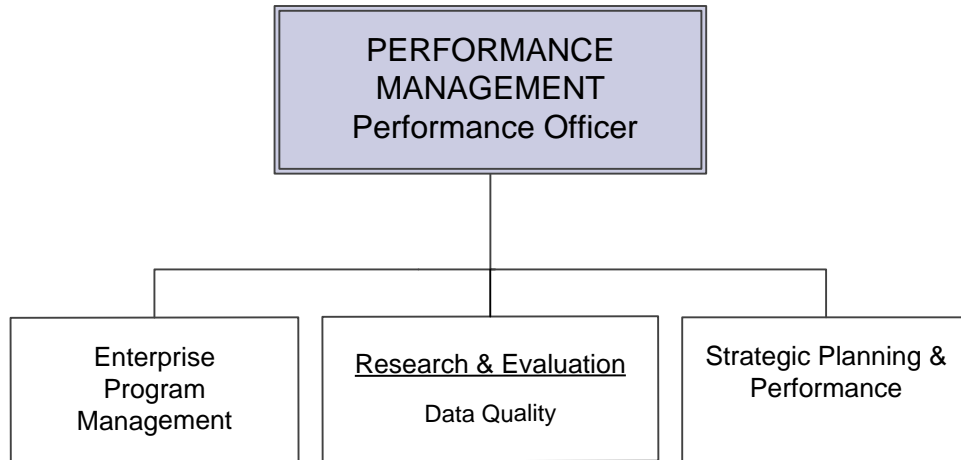 PERFORMANCE
MANAGEMENT
Performance Officer
Enterprise
Program
Management
Research & Evaluation
Data Quality
Strategic Planning &
Performance